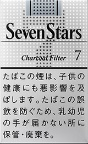 Seven Stars
Charcoal Filter
7
たばこの煙は、子供の
健康にも悪影響を及
ぼします。たばこの誤
飲を防ぐため、乳幼児
の手が届かない所に
保管・廃棄を。